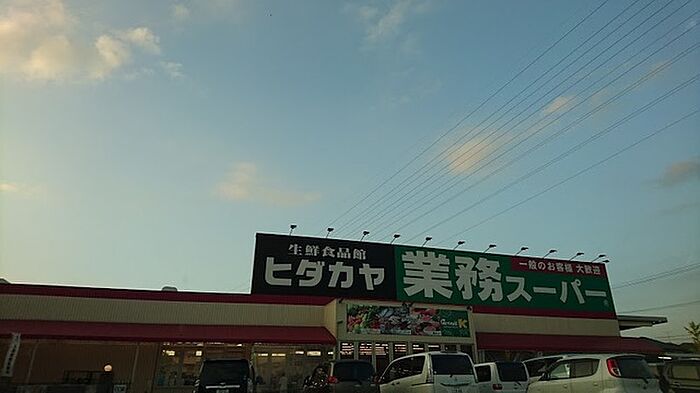 生鮮食品館
ヒダカヤ
業務スーパー
一般のお客様 大歓迎